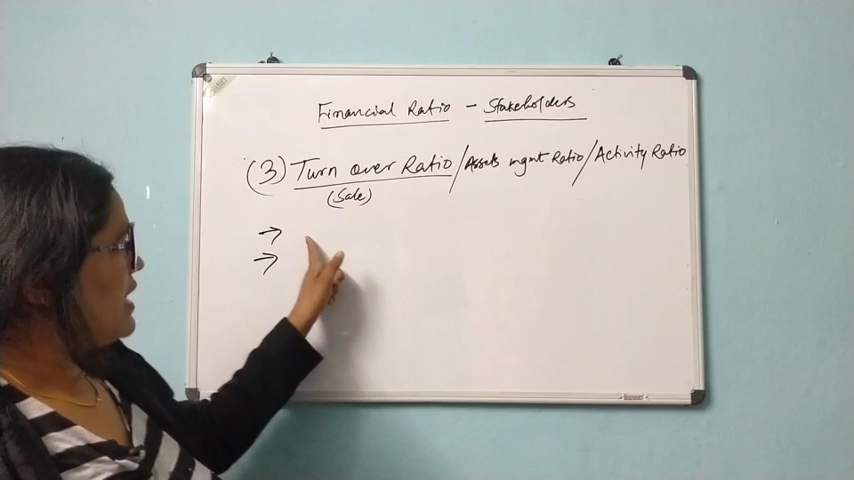 Financial Ratio - Stakeholders
(3) Turn over Ratio / Assets mgmt Ratio / Activity Ratio
(Sale)
→
→